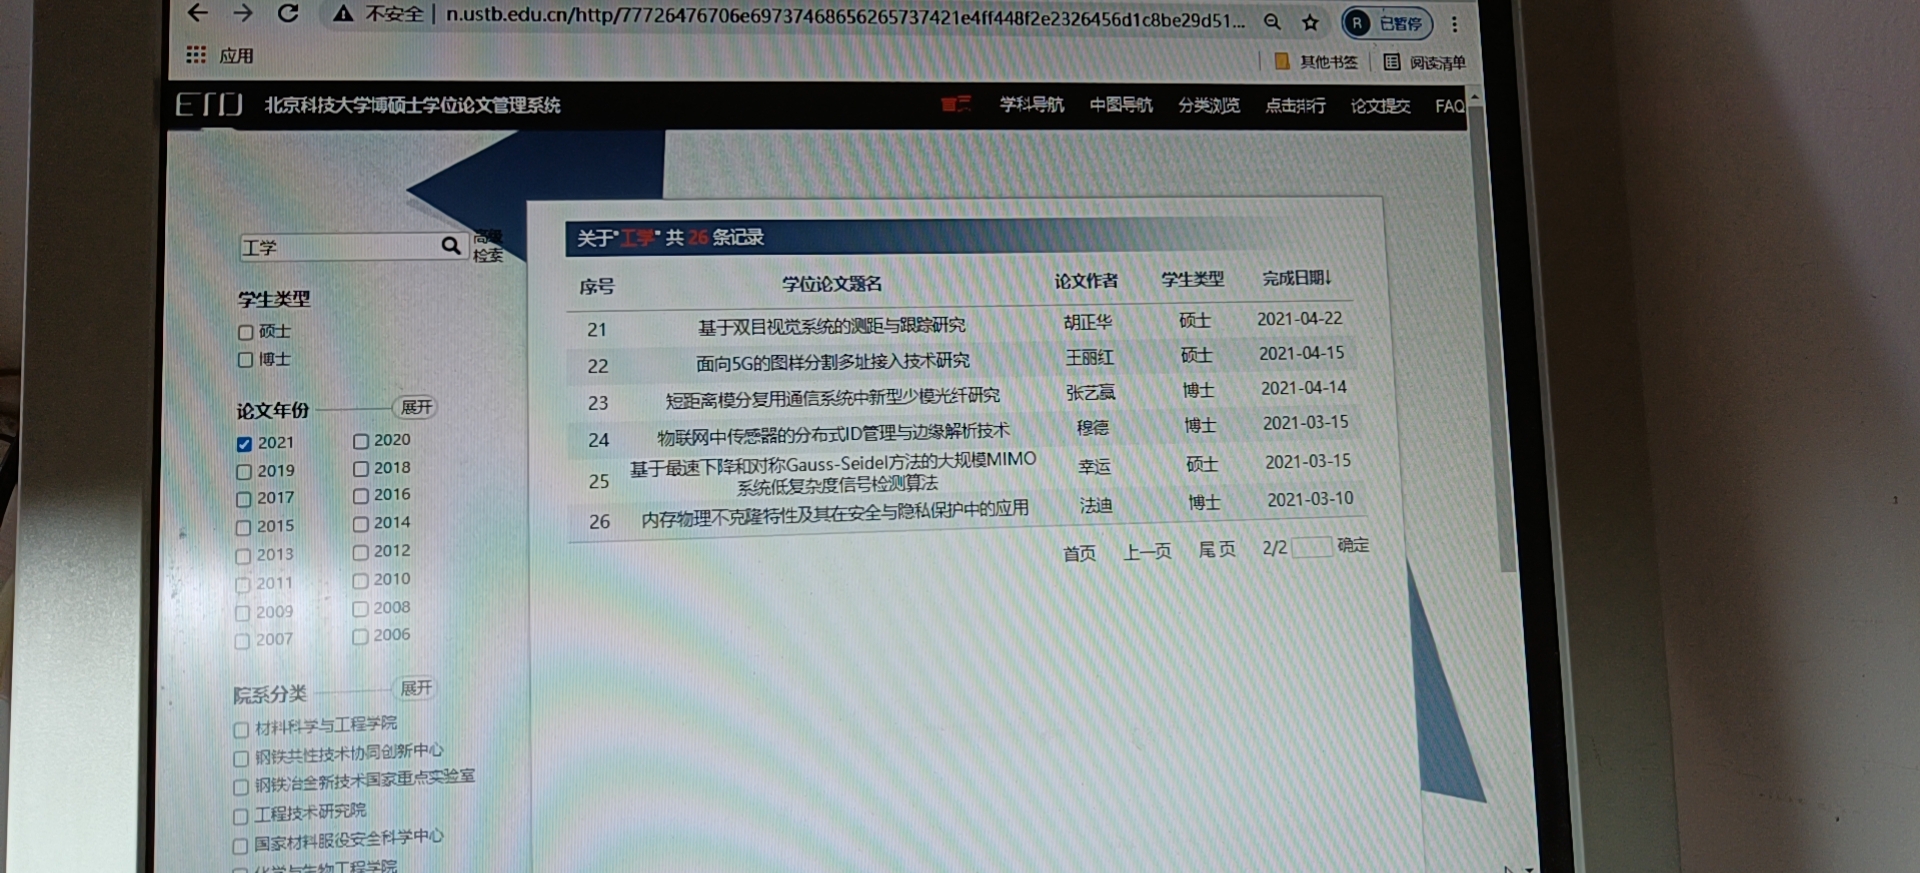 不安全 | n.ustb.edu.cn/http/77726476706e69737468656265737421e4ff448f2e2326456d1c8be29d51...
R 已暂停
应用
其他书签
阅读清单
ETD 北京科技大学博硕士学位论文管理系统
学科导航 中图导航 分类浏览 点击排行 论文提交 FAQ
工学
高级
检索
关于"工学" 共 26 条记录
序号 学位论文题名 论文作者 学生类型 完成日期↓
21 基于双目视觉系统的测距与跟踪研究 胡正华 硕士 2021-04-22
22 面向5G的图样分割多址接入技术研究 王丽红 硕士 2021-04-15
23 短距离模分复用通信系统中新型少模光纤研究 张艺赢 博士 2021-04-14
24 物联网中传感器的分布式ID管理与边缘解析技术 穆德 博士 2021-03-15
25 基于最速下降和对称Gauss-Seidel方法的大规模MIMO
系统低复杂度信号检测算法 幸运 硕士 2021-03-15
26 内存物理不克隆特性及其在安全与隐私保护中的应用 法迪 博士 2021-03-10
首页 上一页 尾页 2/2 确定
学生类型
硕士
博士
论文年份 展开
2021 2020
2019 2018
2017 2016
2015 2014
2013 2012
2011 2010
2009 2008
2007 2006
院系分类 展开
材料科学与工程学院
钢铁共性技术协同创新中心
钢铁冶金新技术国家重点实验室
工程技术研究院
国家材料服役安全科学中心
化学与生物工程学院